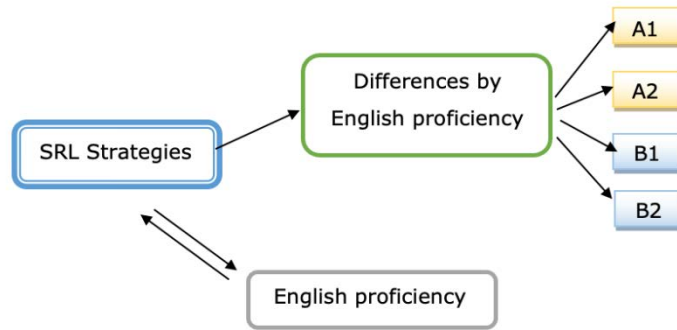 SRL Strategies
Differences by
English proficiency
A1
A2
B1
B2
English proficiency